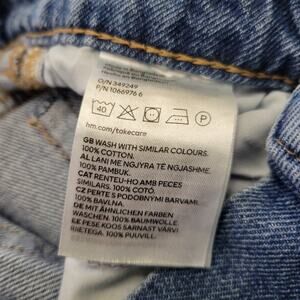 O/N 349249
P/N 1066976 6
40
P
hm.com/takecare
GB WASH WITH SIMILAR COLOURS.
100% COTTON.
AL LANI ME NGJYRA TË NGJASHME.
100% PAMBUK.
CAT RENTEU-HO AMB PECES
SIMILARS. 100% COTÓ.
CZ PERTE S PODOBNÝMI BARVAMI.
100% BAVLNA.
DE MIT ÄHNLICHEN FARBEN
WASCHEN. 100% BAUMWOLLE
EE PESE KOOS SARNAST VÄRVI
RIIETEGA. 100% PUUVILL.